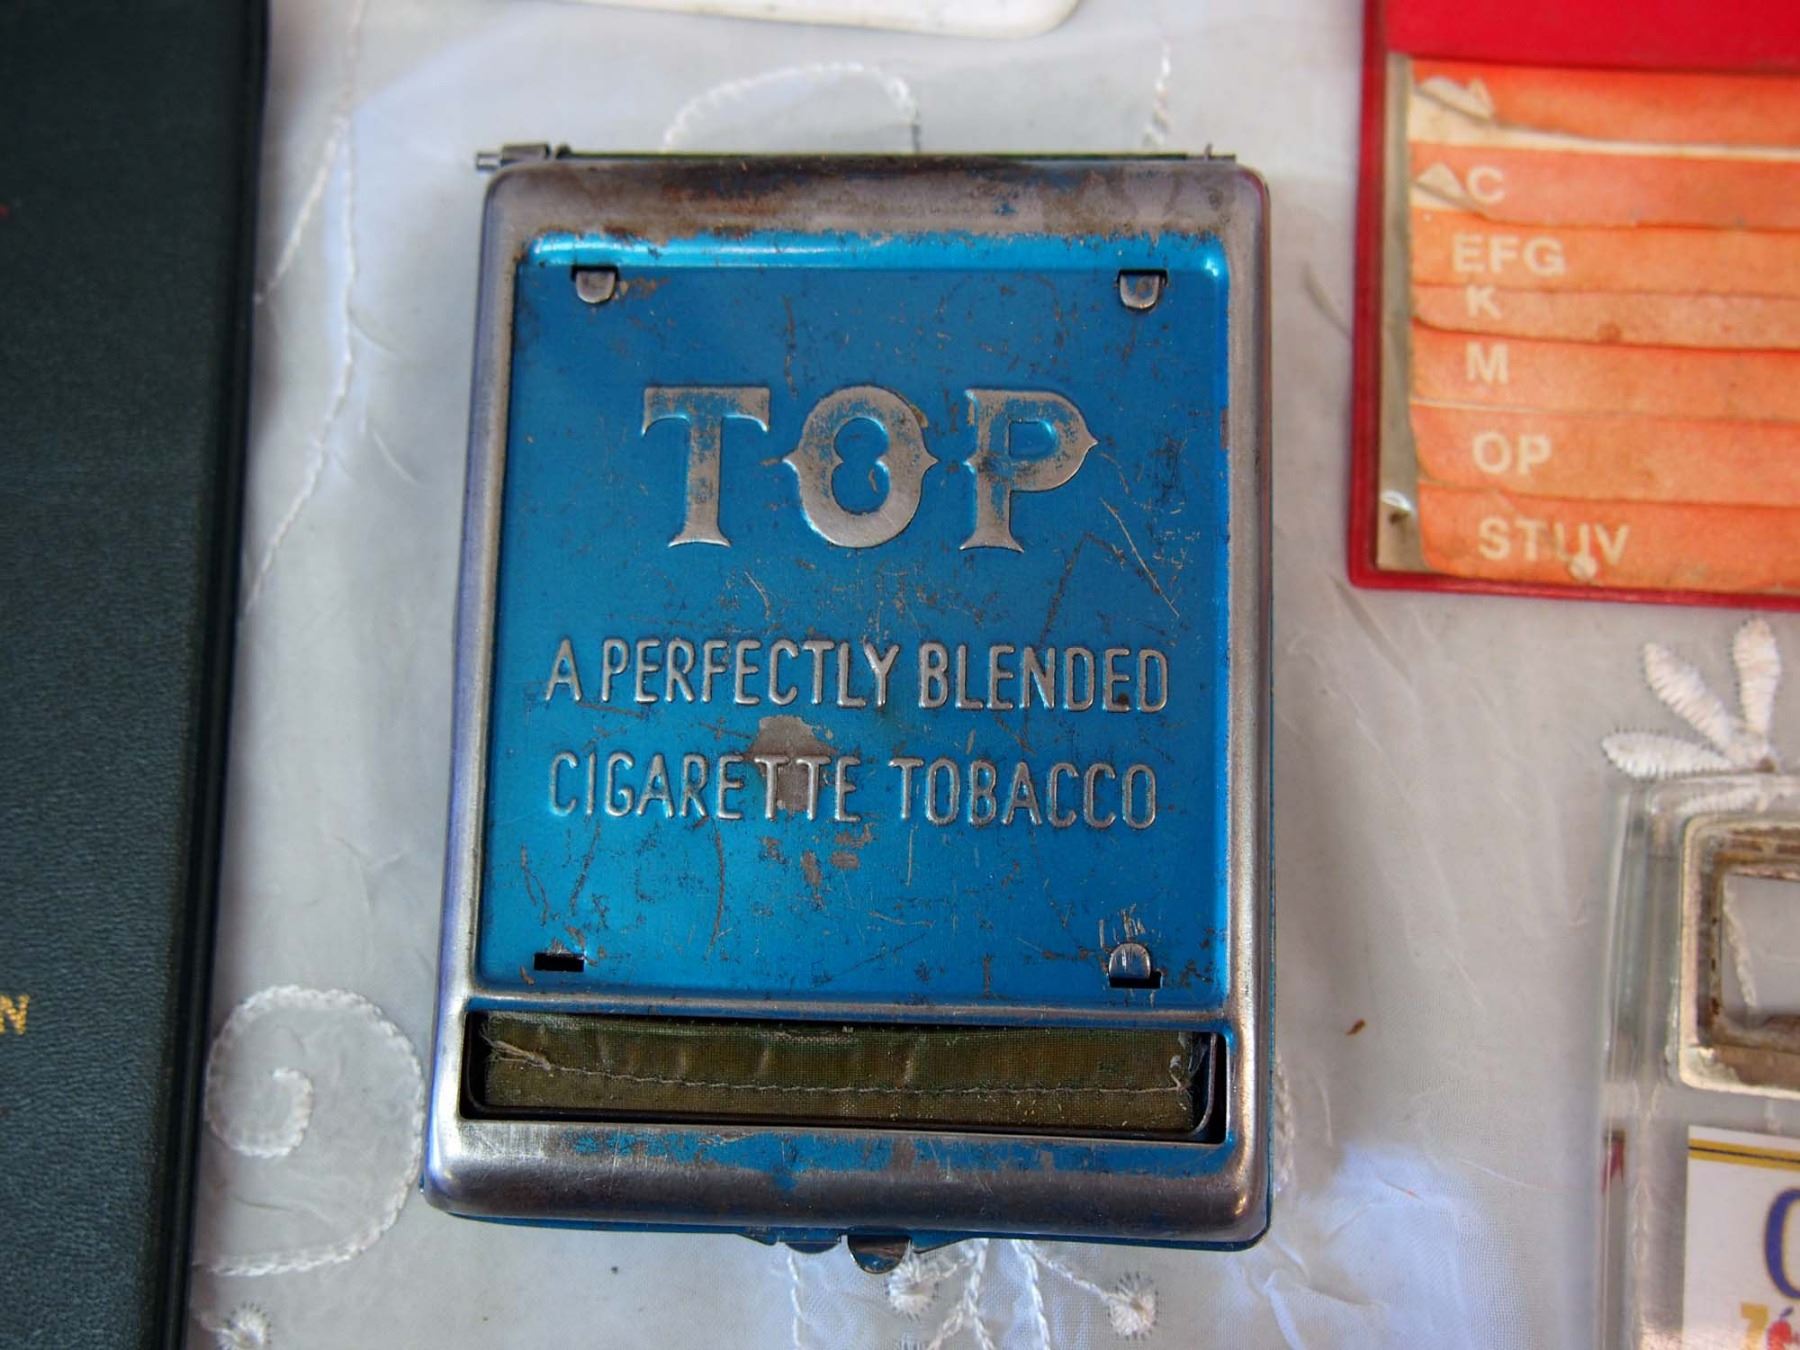 TOP
A PERFECTLY BLENDED
CIGARETTE TOBACCO
A
C
EFG
K
M
OP
STUV
N